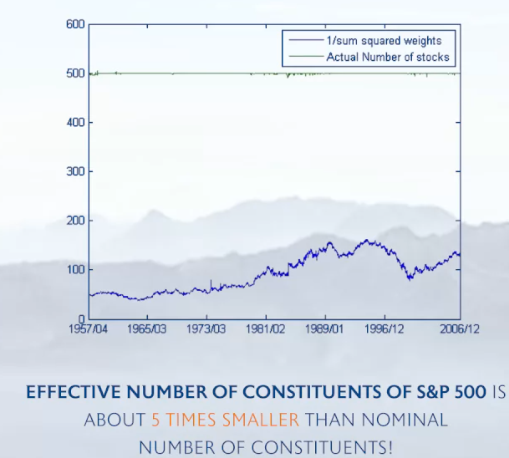 600
1/sum squared weights
Actual Number of stocks
500
400
300
200
100
0
1957/04 1965/03 1973/03 1981/02 1989/01 1996/12 2006/12
EFFECTIVE NUMBER OF CONSTITUENTS OF S&P 500 IS
ABOUT 5 TIMES SMALLER THAN NOMINAL
NUMBER OF CONSTITUENTS!